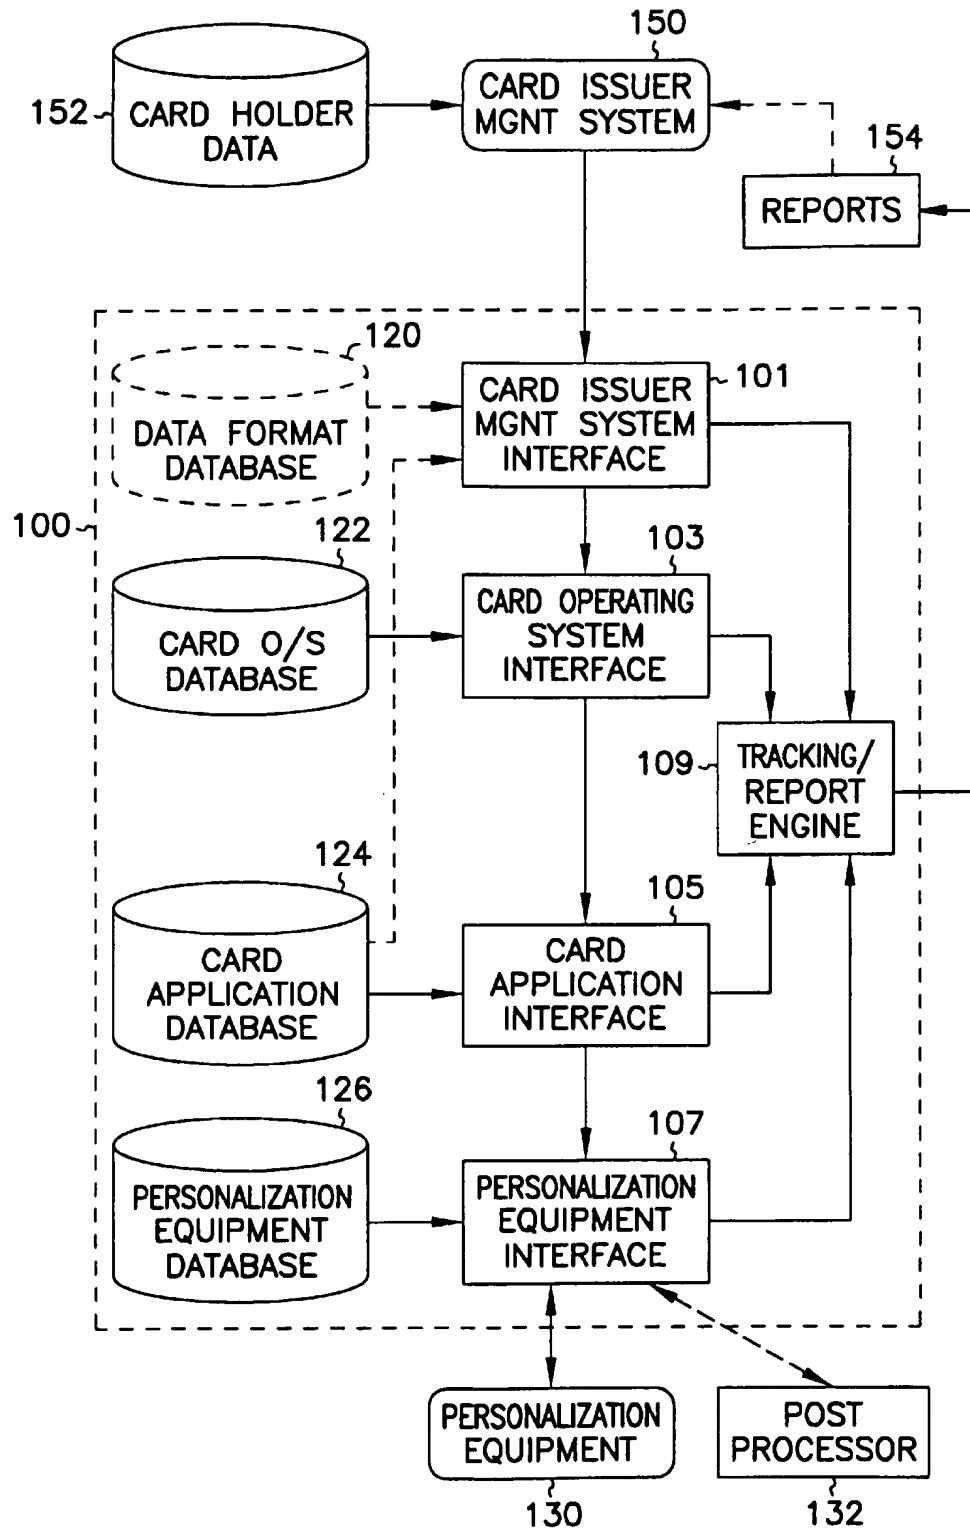 150
152
CARD HOLDER
DATA
CARD ISSUER
MGNT SYSTEM
154
REPORTS
120
DATA FORMAT
DATABASE
101
CARD ISSUER
MGNT SYSTEM
INTERFACE
100
122
CARD O/S
DATABASE
103
CARD OPERATING
SYSTEM
INTERFACE
109
TRACKING/
REPORT
ENGINE
124
CARD
APPLICATION
DATABASE
105
CARD
APPLICATION
INTERFACE
126
PERSONALIZATION
EQUIPMENT
DATABASE
107
PERSONALIZATION
EQUIPMENT
INTERFACE
PERSONALIZATION
EQUIPMENT
130
POST
PROCESSOR
132